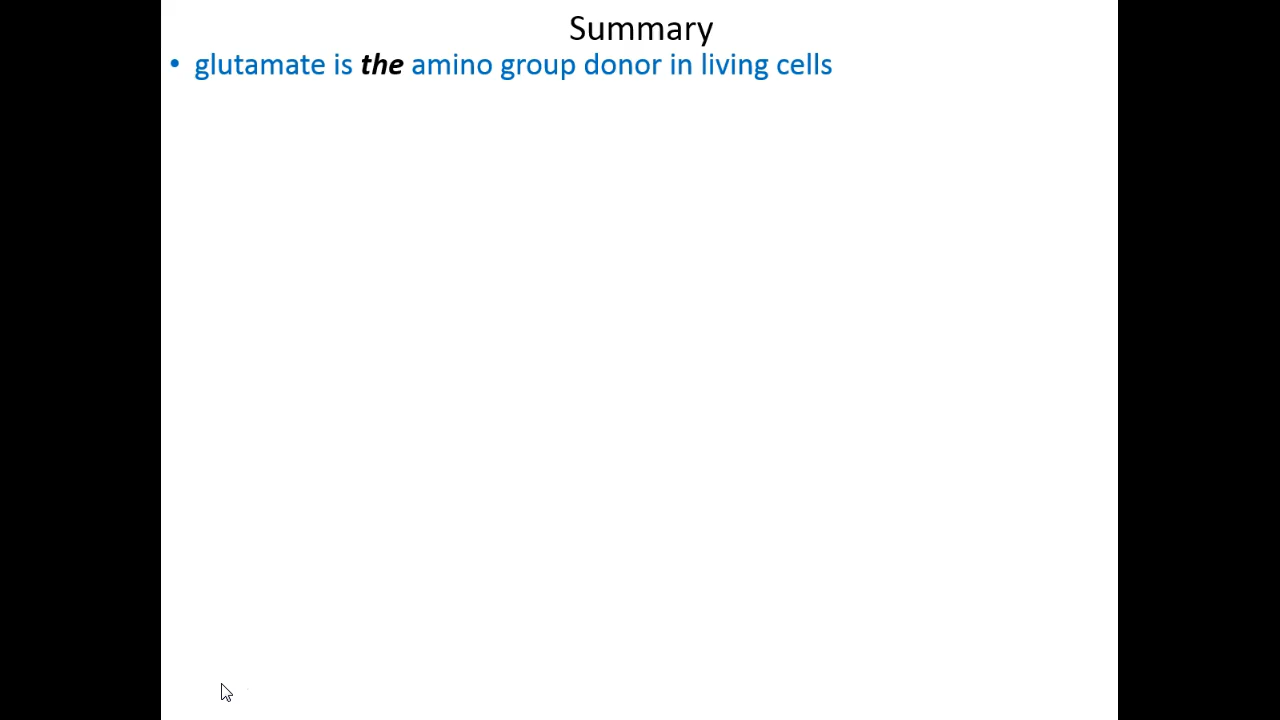 Summary
• glutamate is the amino group donor in living cells